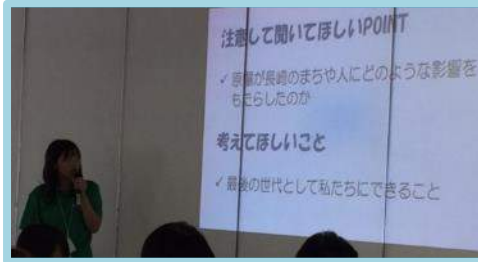 注意して聞いてほしいPOINT
✓ 原爆が長崎のまちや人にどのような影響を
もたらしたのか
考えてほしいこと
✓ 最後の世代として私たちにできること